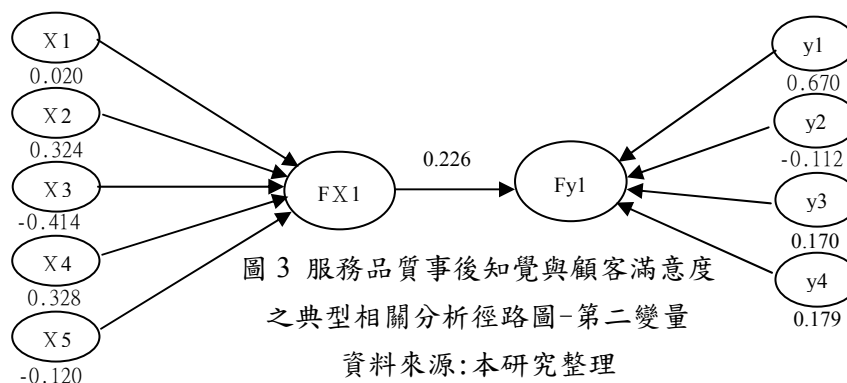 X1
0.020
X2
0.324
X3
-0.414
X4
0.328
X5
-0.120
FX1
0.226
Fy1
y1
0.670
y2
-0.112
y3
0.170
y4
0.179
圖 3 服務品質事後知覺與顧客滿意度
之典型相關分析徑路圖-第二變量
資料來源:本研究整理